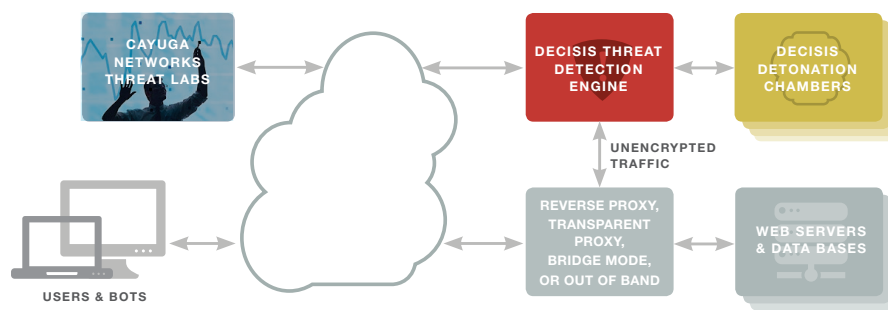 CAYUGA
NETWORKS
THREAT LABS
DECISIS THREAT
DETECTION
ENGINE
DECISIS
DETONATION
CHAMBERS
UNENCRYPTED
TRAFFIC
USERS & BOTS
REVERSE PROXY,
TRANSPARENT
PROXY,
BRIDGE MODE,
OR OUT OF BAND
WEB SERVERS
& DATA BASES